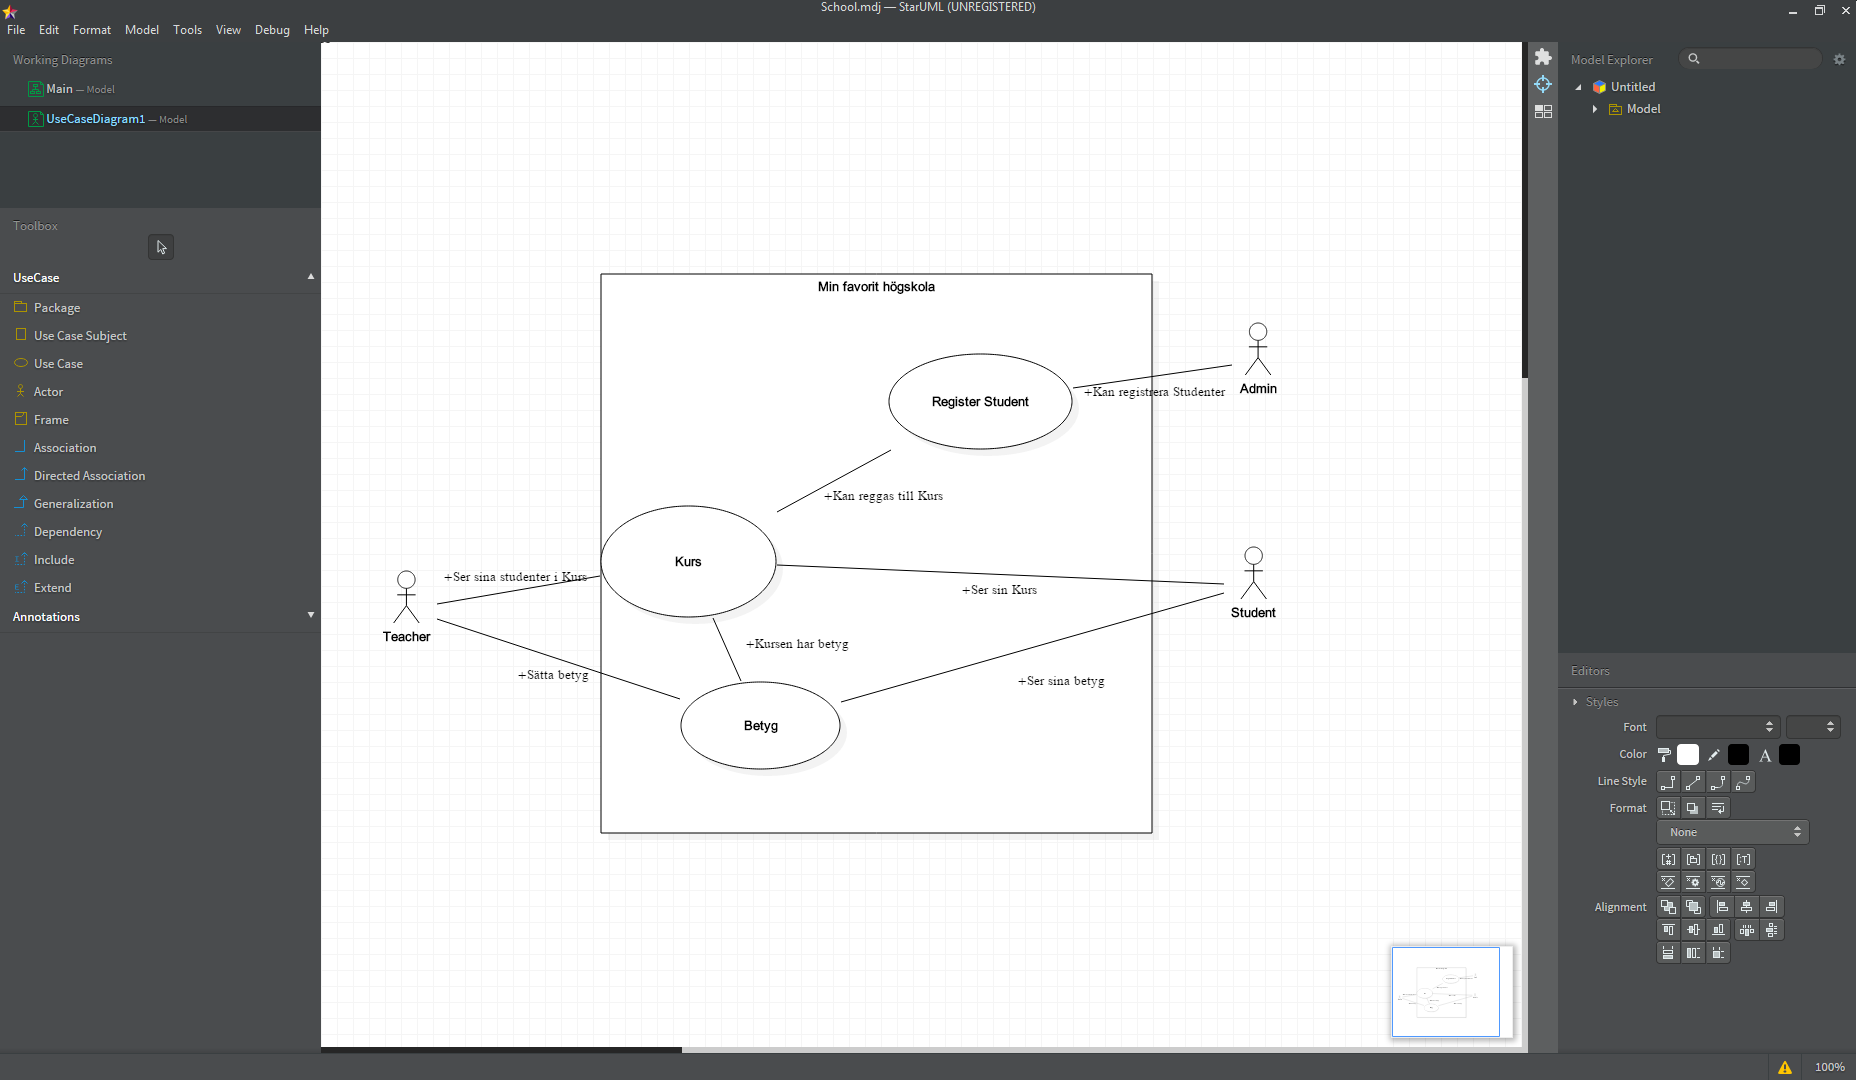 School.mdj — StarUML (UNREGISTERED)
File Edit Format Model Tools View Debug Help
Working Diagrams
Main — Model
UseCaseDiagram1 — Model
Toolbox
UseCase
Package
Use Case Subject
Use Case
Actor
Frame
Association
Directed Association
Generalization
Dependency
Include
Extend
Annotations
Min favorit högskola
Register Student
+Kan registrera Studenter
Admin
+Kan reggas till Kurs
Kurs
+Ser sina studenter i Kurs
+Ser sin Kurs
Teacher
Student
+Kursen har betyg
+Sätta betyg
+Ser sina betyg
Betyg
Model Explorer
Untitled
Model
Editors
Styles
Font
Color
A
Line Style
Format
None
Alignment
100%